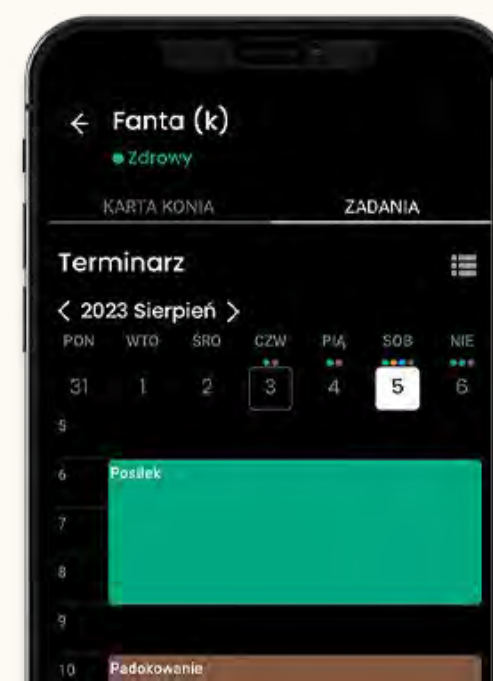 ← Fanta (k)
Zdrowy
KARTA KONIA ZADANIA
Terminarz
< 2023 Sierpień >
PON WTO ŚRO CZW PIĄ SOB NIE
31 1 2 3 4 5 6
5
6 Posiłek
7
8
9
10 Padokowanie